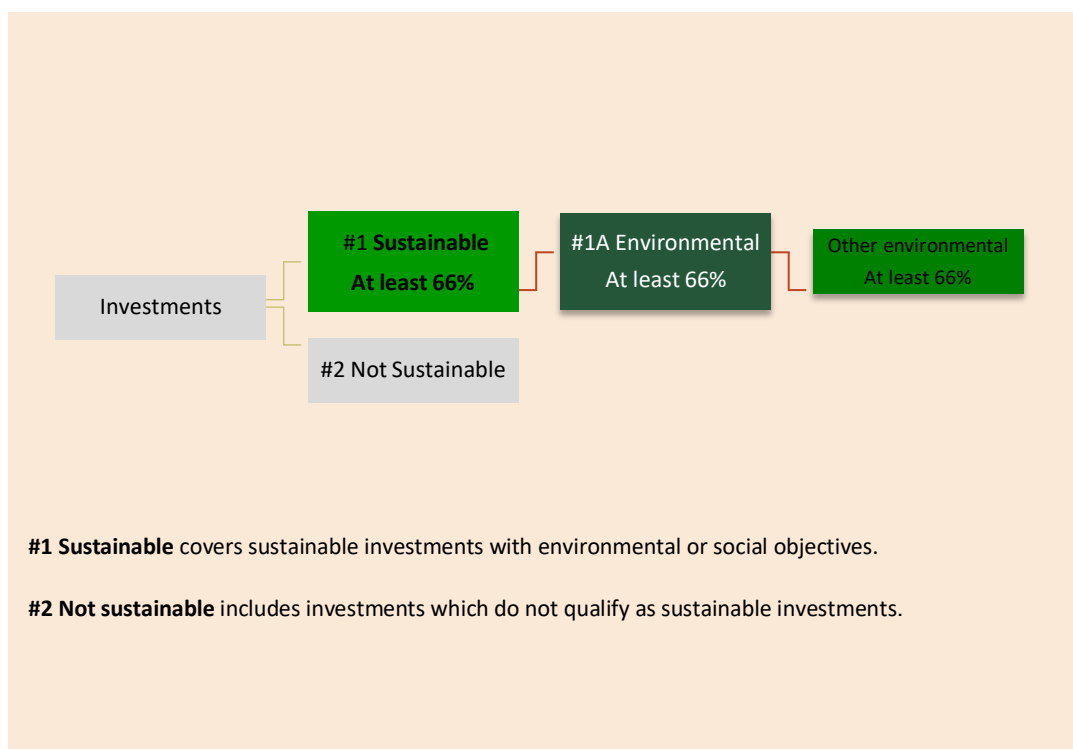 #1 Sustainable
At least 66%
#1A Environmental
At least 66%
Other environmental
At least 66%
Investments
#2 Not Sustainable
#1 Sustainable covers sustainable investments with environmental or social objectives.
#2 Not sustainable includes investments which do not qualify as sustainable investments.